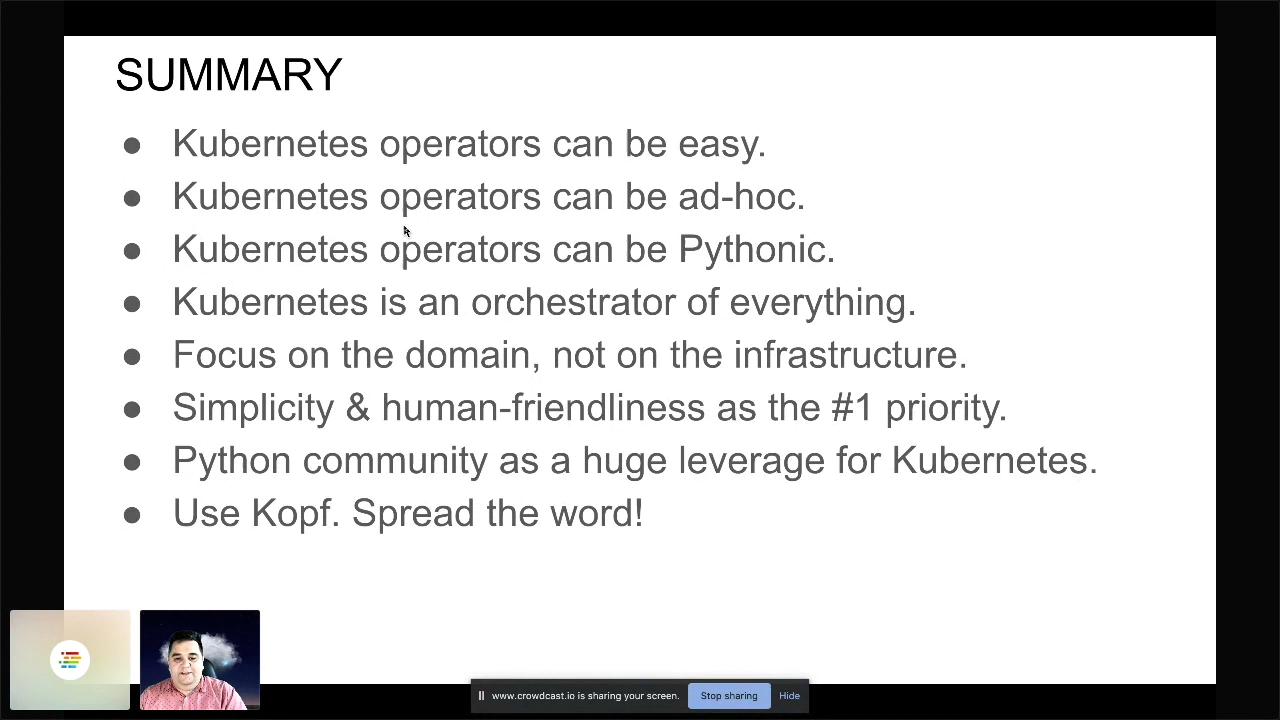 SUMMARY
● Kubernetes operators can be easy.
● Kubernetes operators can be ad-hoc.
● Kubernetes operators can be Pythonic.
● Kubernetes is an orchestrator of everything.
● Focus on the domain, not on the infrastructure.
● Simplicity & human-friendliness as the #1 priority.
● Python community as a huge leverage for Kubernetes.
● Use Kopf. Spread the word!
www.crowdcast.io is sharing your screen. Stop sharing Hide